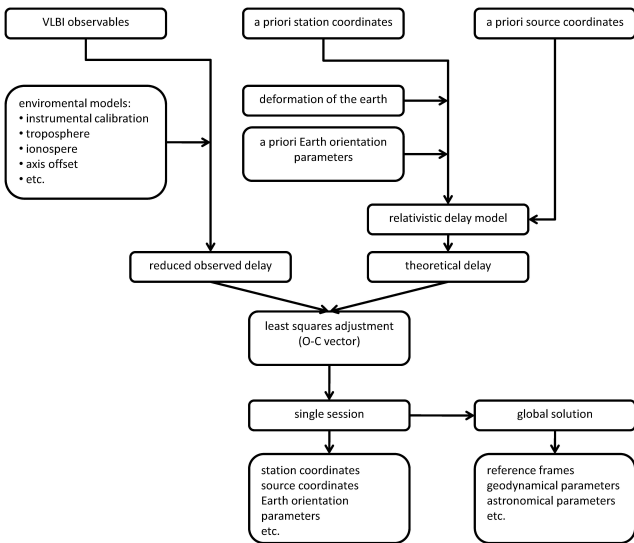 VLBI observables
a priori station coordinates
a priori source coordinates
enviromental models:
• instrumental calibration
• troposphere
• ionospere
• axis offset
• etc.
deformation of the earth
a priori Earth orientation
parameters
relativistic delay model
reduced observed delay
theoretical delay
least squares adjustment
(O-C vector)
single session
global solution
station coordinates
source coordinates
Earth orientation
parameters
etc.
reference frames
geodynamical parameters
astronomical parameters
etc.